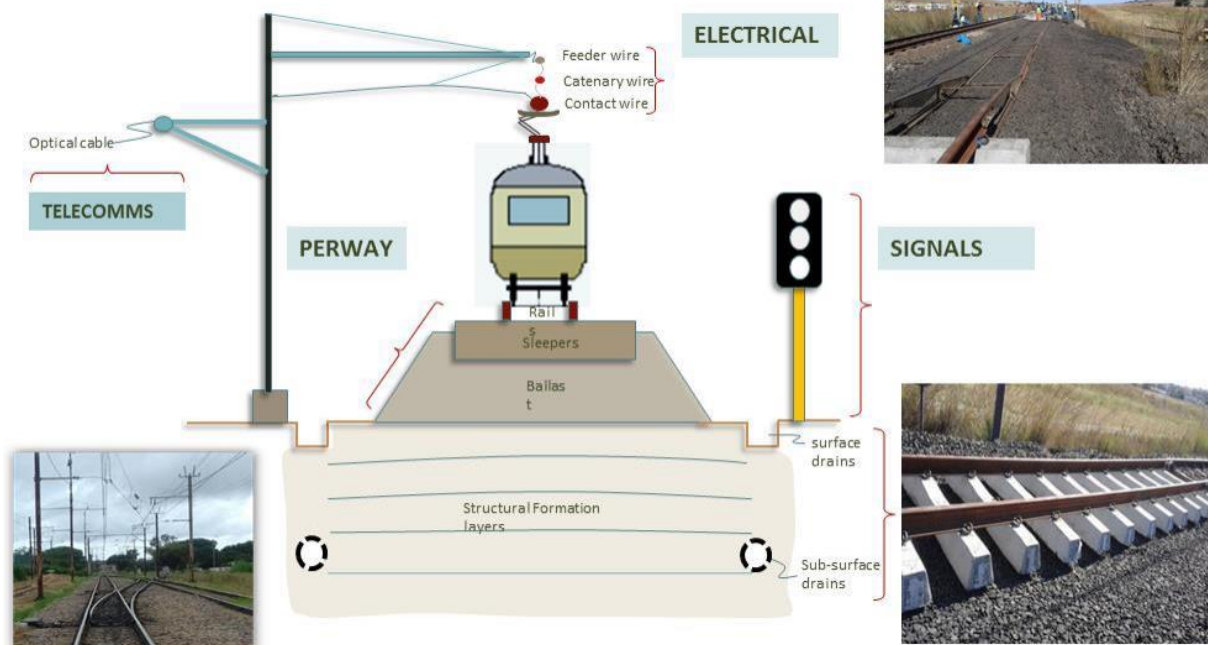 ELECTRICAL
Feeder wire
Catenary wire
Contact wire
Optical cable
TELECOMMS
PERWAY
SIGNALS
Rail
s
Sleepers
Ballas
t
surface
drains
Structural Formation
layers
Sub-surface
drains